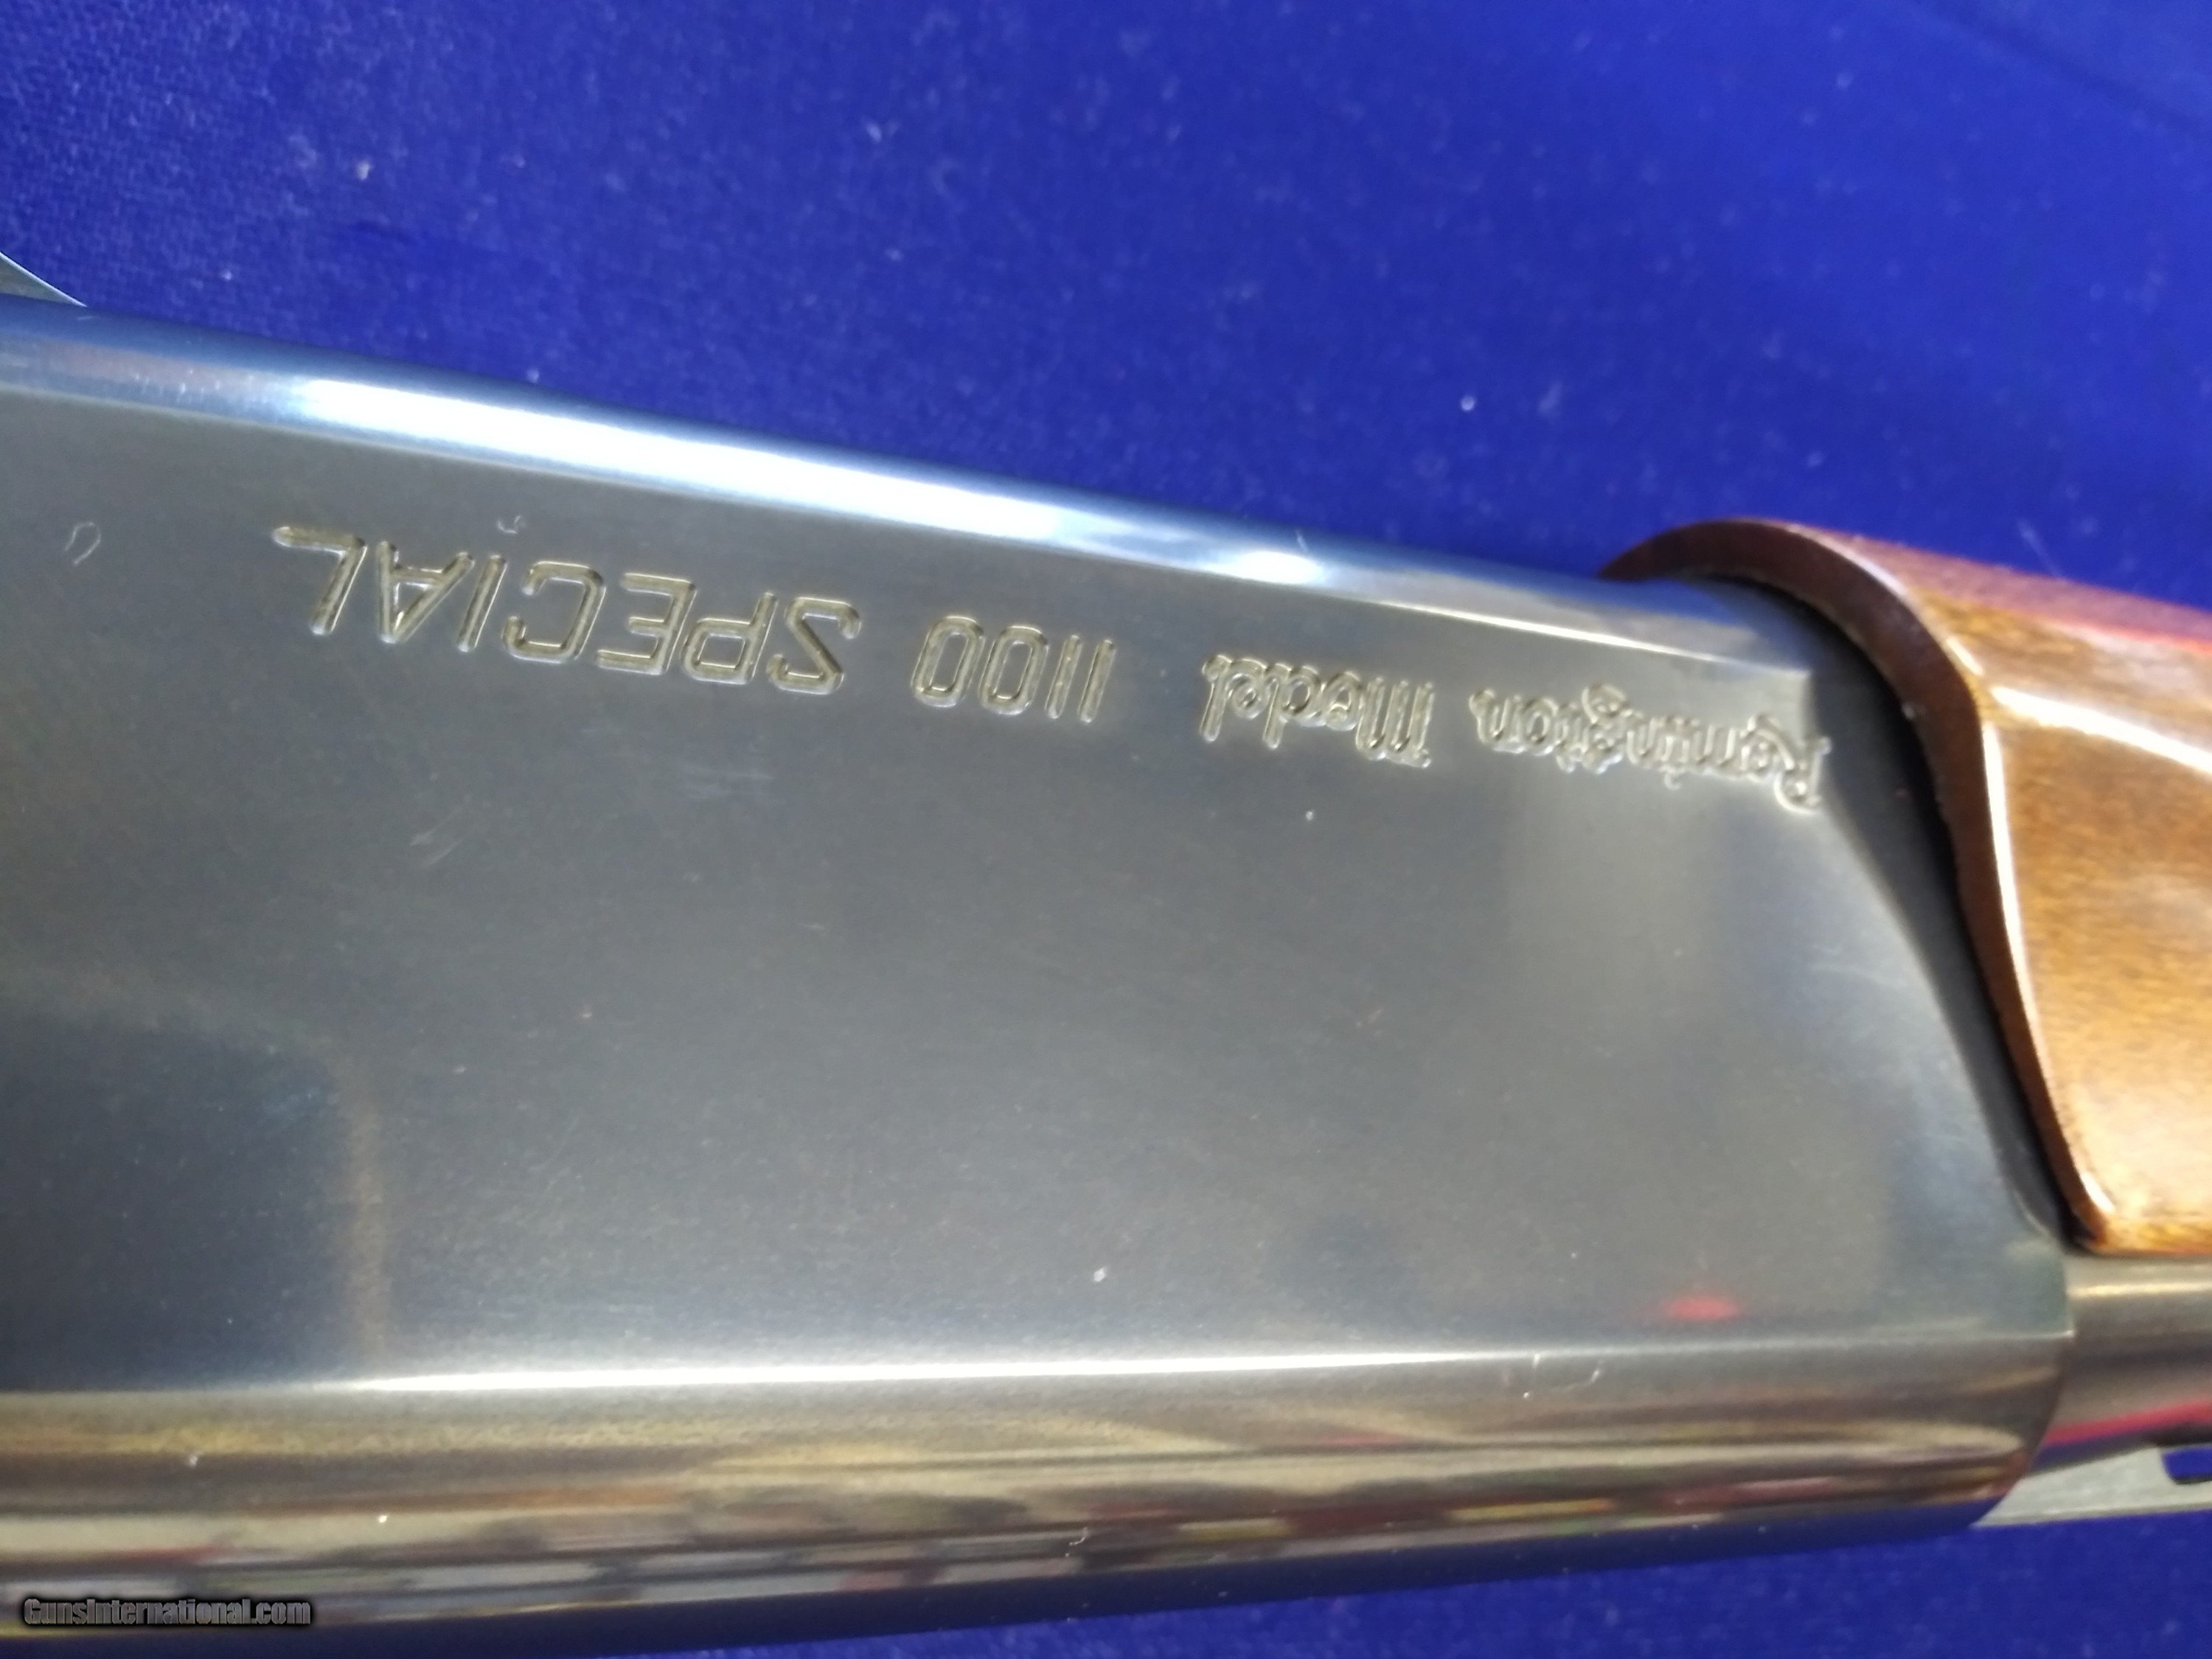 Remington Model 1100 SPECIAL
GunsInternational.com